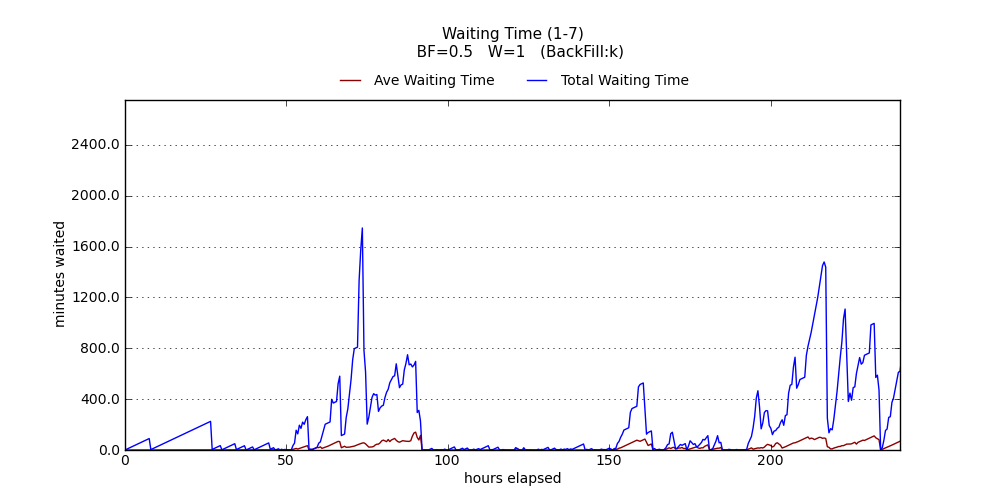 Waiting Time (1-7)
BF=0.5   W=1   (BackFill:k)
Ave Waiting Time   Total Waiting Time
2400.0
2000.0
1600.0
1200.0
800.0
400.0
0.0
minutes waited
0   50   100   150   200
hours elapsed